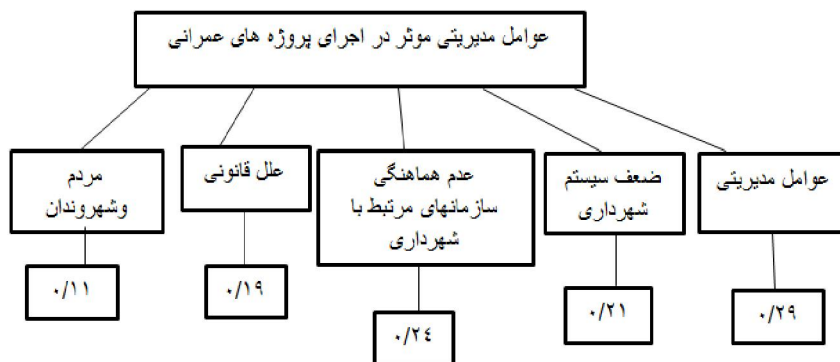 عوامل مدیریتی موثر در اجرای پروژه های عمرانی
عوامل مدیریتی
ضعف سیستم
شهرداری
عدم هماهنگی
سازمانهای مرتبط با
شهرداری
علل قانونی
مردم
وشهروندان
۰/۲۹
۰/۲۱
۰/۲٤
۰/۱۹
۰/۱۱